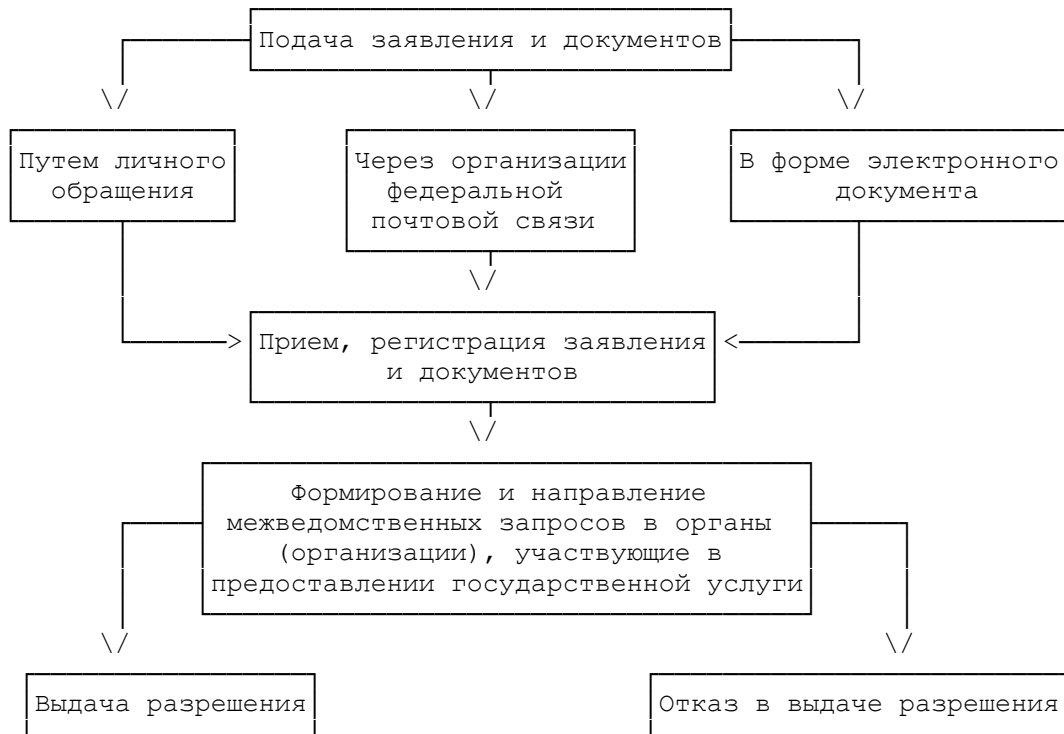 Подача заявления и документов
Путем личного
обращения
Через организации
федеральной
почтовой связи
В форме электронного
документа
Прием, регистрация заявления
и документов
Формирование и направление
межведомственных запросов в органы
(организации), участвующие в
предоставлении государственной услуги
Выдача разрешения
Отказ в выдаче разрешения